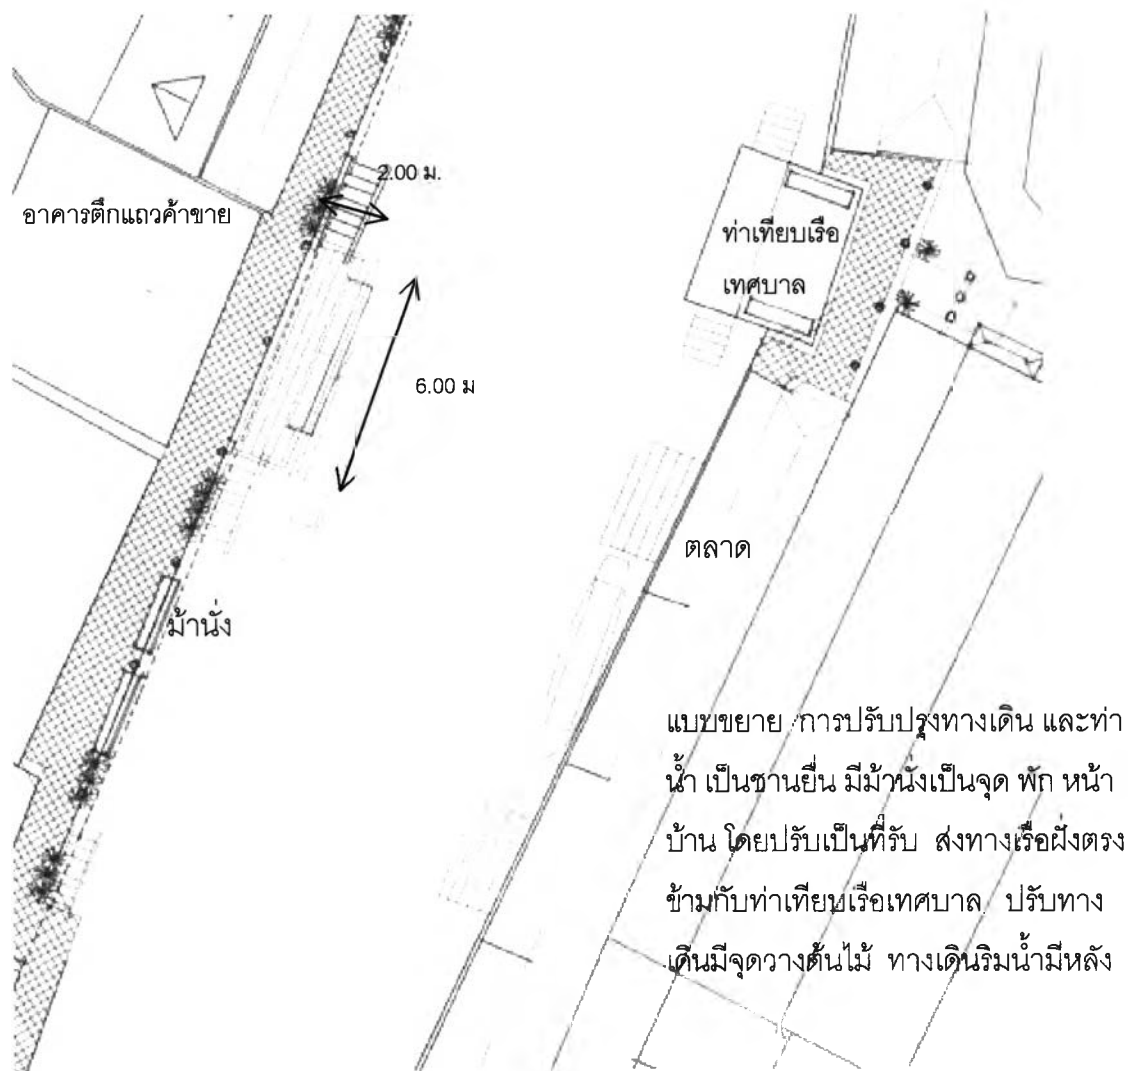 2.00 ม.
อาคารตึกแถวค้าขาย
ท่าเทียบเรือ
เทศบาล
6.00 ม
ตลาด
ม้านั่ง
แบบขยาย การปรับปรุงทางเดิน และท่า
น้ำ เป็นชานยื่น มีม้านั่งเป็นจุด พัก หน้า
บ้าน โดยปรับเป็นที่รับ ส่งทางเรือฝั่งตรง
ข้ามกับท่าเทียบเรือเทศบาล ปรับทาง
เดินมีจุดวางต้นไม้ ทางเดินริมน้ำมีหลัง